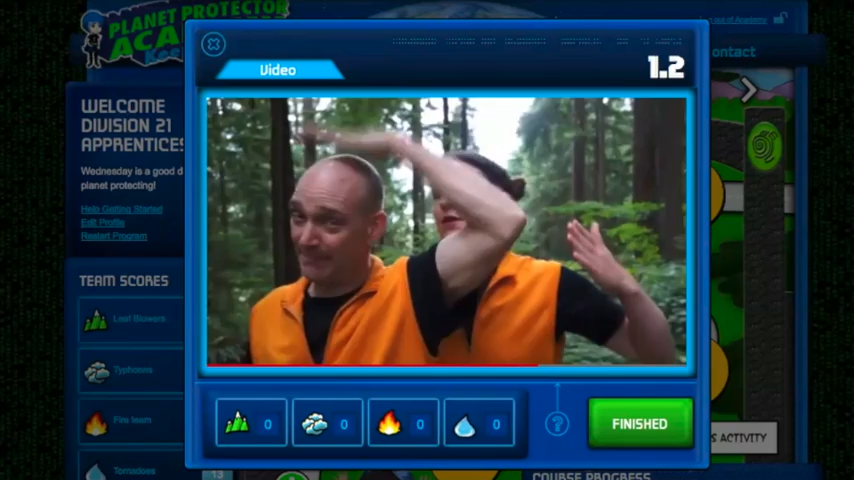 PLANET PROTECTOR
Video
1.2
WELCOME
DIVISION 21
APPRENTICES
Wednesday is a good d
planet protecting!
Help Getting Started
Edit Profile
Restart Program
TEAM SCORES
Leaf Blowers
Typhoons
Fire team
Tornadoes
0
0
0
0
?
FINISHED
S ACTIVITY
ontact
13
COURSE PROGRESS